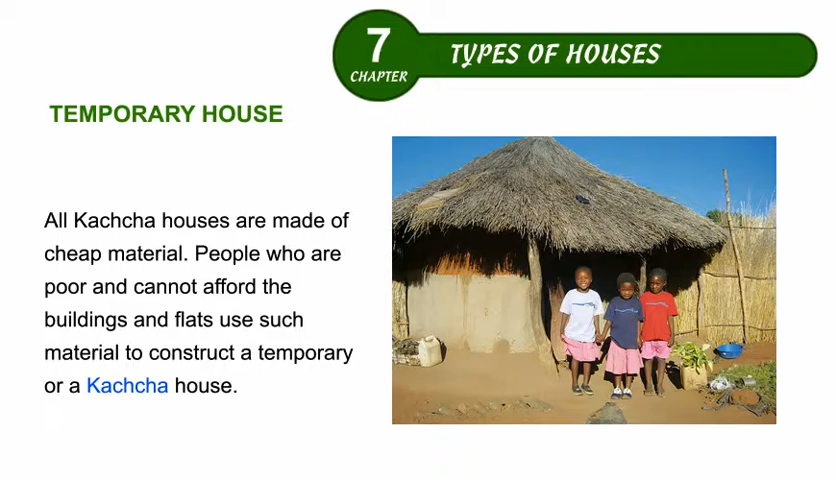 7
CHAPTER
TYPES OF HOUSES
TEMPORARY HOUSE
All Kachcha houses are made of
cheap material. People who are
poor and cannot afford the
buildings and flats use such
material to construct a temporary
or a Kachcha house.